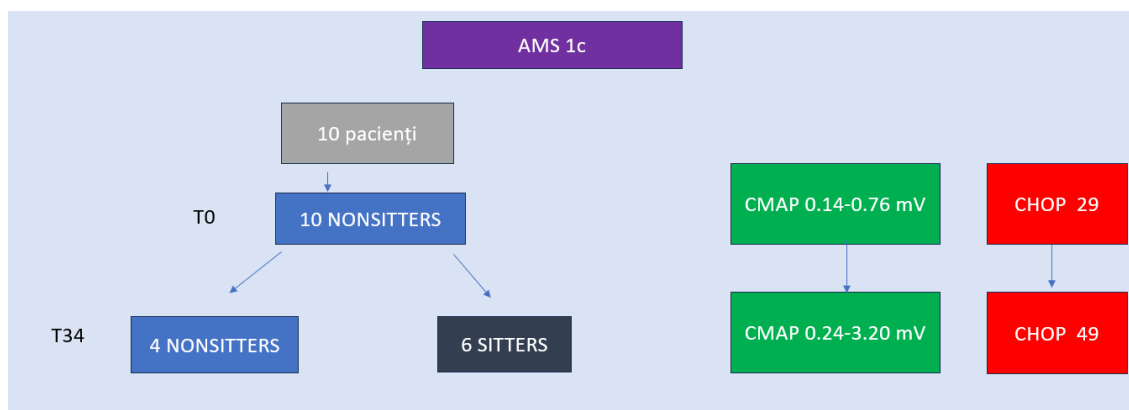 AMS 1c
10 pacienți
T0
10 NONSITTERS
CMAP 0.14-0.76 mV
CHOP 29
T34
4 NONSITTERS
6 SITTERS
CMAP 0.24-3.20 mV
CHOP 49